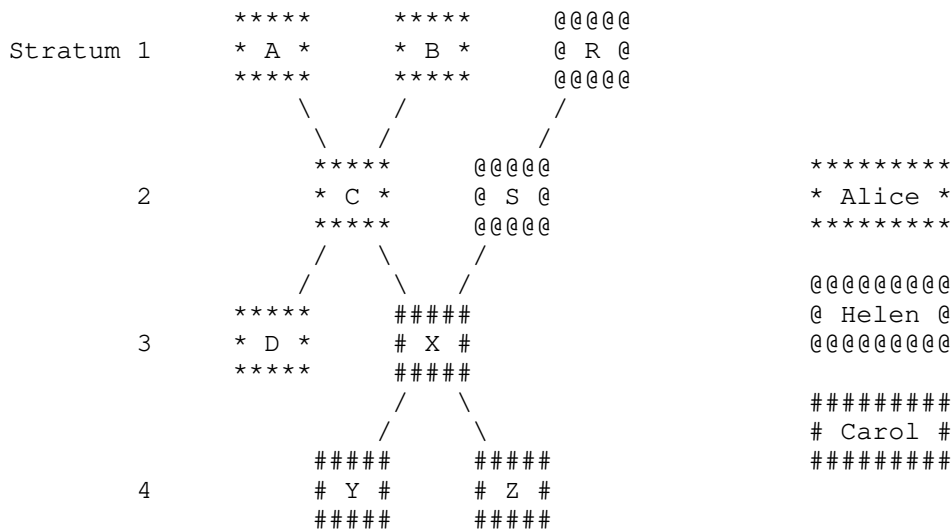 ***** ***** @@@@@
Stratum 1 * A * * B * @ R @
***** ***** @@@@@
\ / /
\ / /
***** @@@@@ *********
2 * C * @ S @ * Alice *
***** @@@@@ *********
/ \ /
/ \ / @@@@@@@@@
***** ##### @ Helen @
3 * D * # X # @@@@@@@@@
***** #####
/ \ #########
/ \ # Carol #
##### ##### #########
4 # Y # # Z #
##### #####